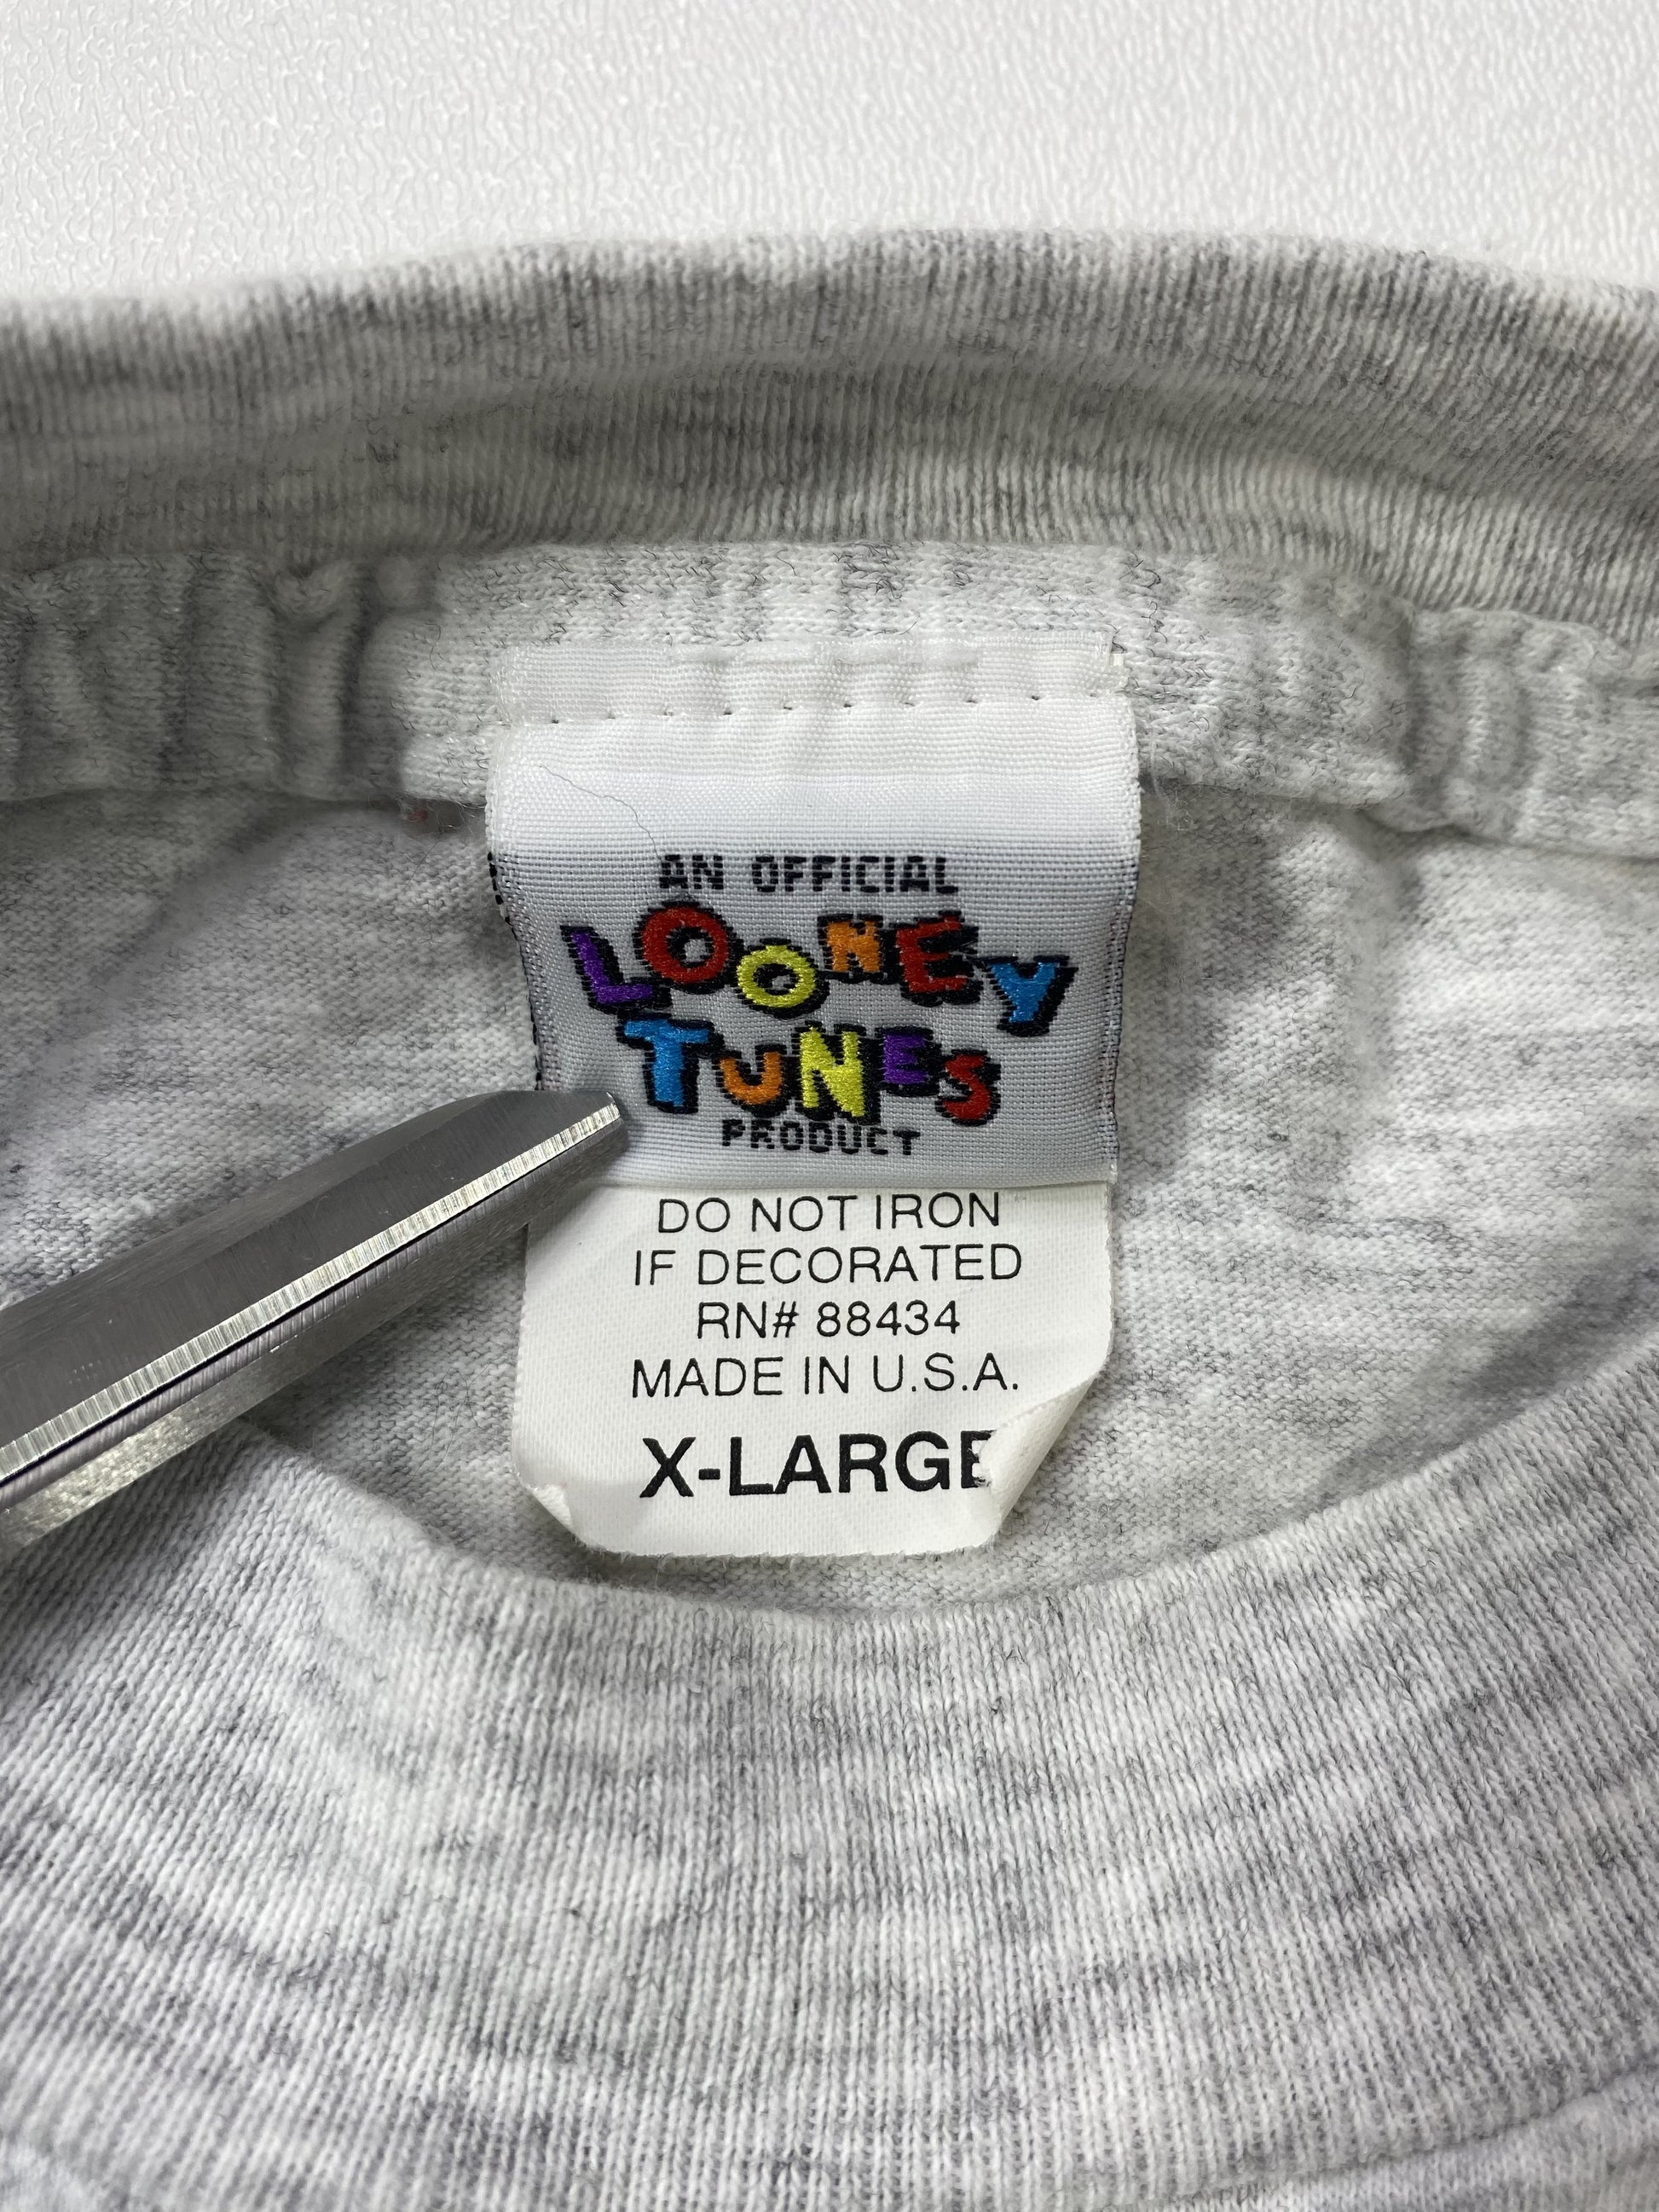 AN OFFICIAL
LOONEY
TUNES
PRODUCT
DO NOT IRON
IF DECORATED
RN# 88434
MADE IN U.S.A.
X-LARGE